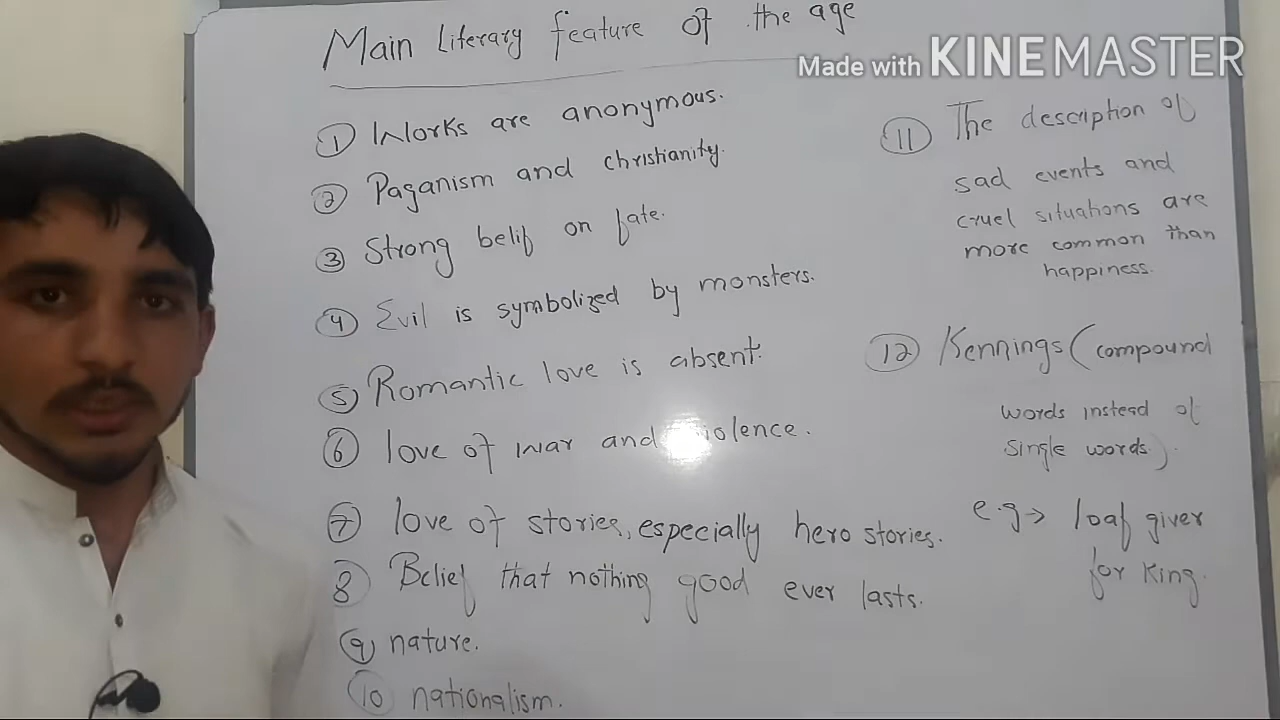 Main literary feature of the age
Made with KINEMASTER
① Works are anonymous.
② Paganism and christianity.
③ Strong belif on fate.
④ Evil is symbolized by monsters.
⑤ Romantic love is absent.
⑥ love of war and violence.
⑦ love of stories, especially hero stories.
⑧ Belief that nothing good ever lasts.
⑨ nature.
⑩ nationalism.
⑪ The description of
sad events and
cruel situations are
more common than
happiness.
⑫ Kennings (compound
words instead of
single words).
e.g → loaf giver
for King.